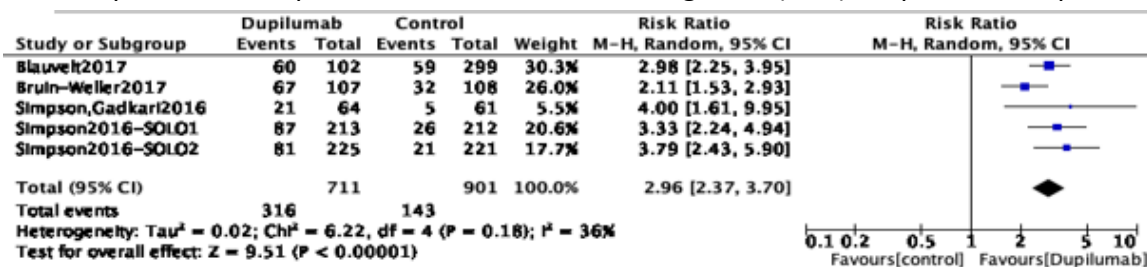 Dupilumab Control Risk Ratio Risk Ratio
Study or Subgroup Events Total Events Total Weight M-H, Random, 95% CI M-H, Random, 95% CI
Blauvelt2017 60 102 59 299 30.3% 2.98 [2.25, 3.95]
Bruin-Weller2017 67 107 32 108 26.0% 2.11 [1.53, 2.93]
Simpson,Gadkari2016 21 64 5 61 5.5% 4.00 [1.61, 9.95]
Simpson2016-SOLO1 87 213 26 212 20.6% 3.33 [2.24, 4.94]
Simpson2016-SOLO2 81 225 21 221 17.7% 3.79 [2.43, 5.90]
Total (95% CI) 711 901 100.0% 2.96 [2.37, 3.70]
Total events 316 143
Heterogeneity: Tau² = 0.02; Chi² = 6.22, df = 4 (P = 0.18); I² = 36%
Test for overall effect: Z = 9.51 (P < 0.00001)
0.1 0.2 0.5 1 2 5 10
Favours[control] Favours[Dupilumab]